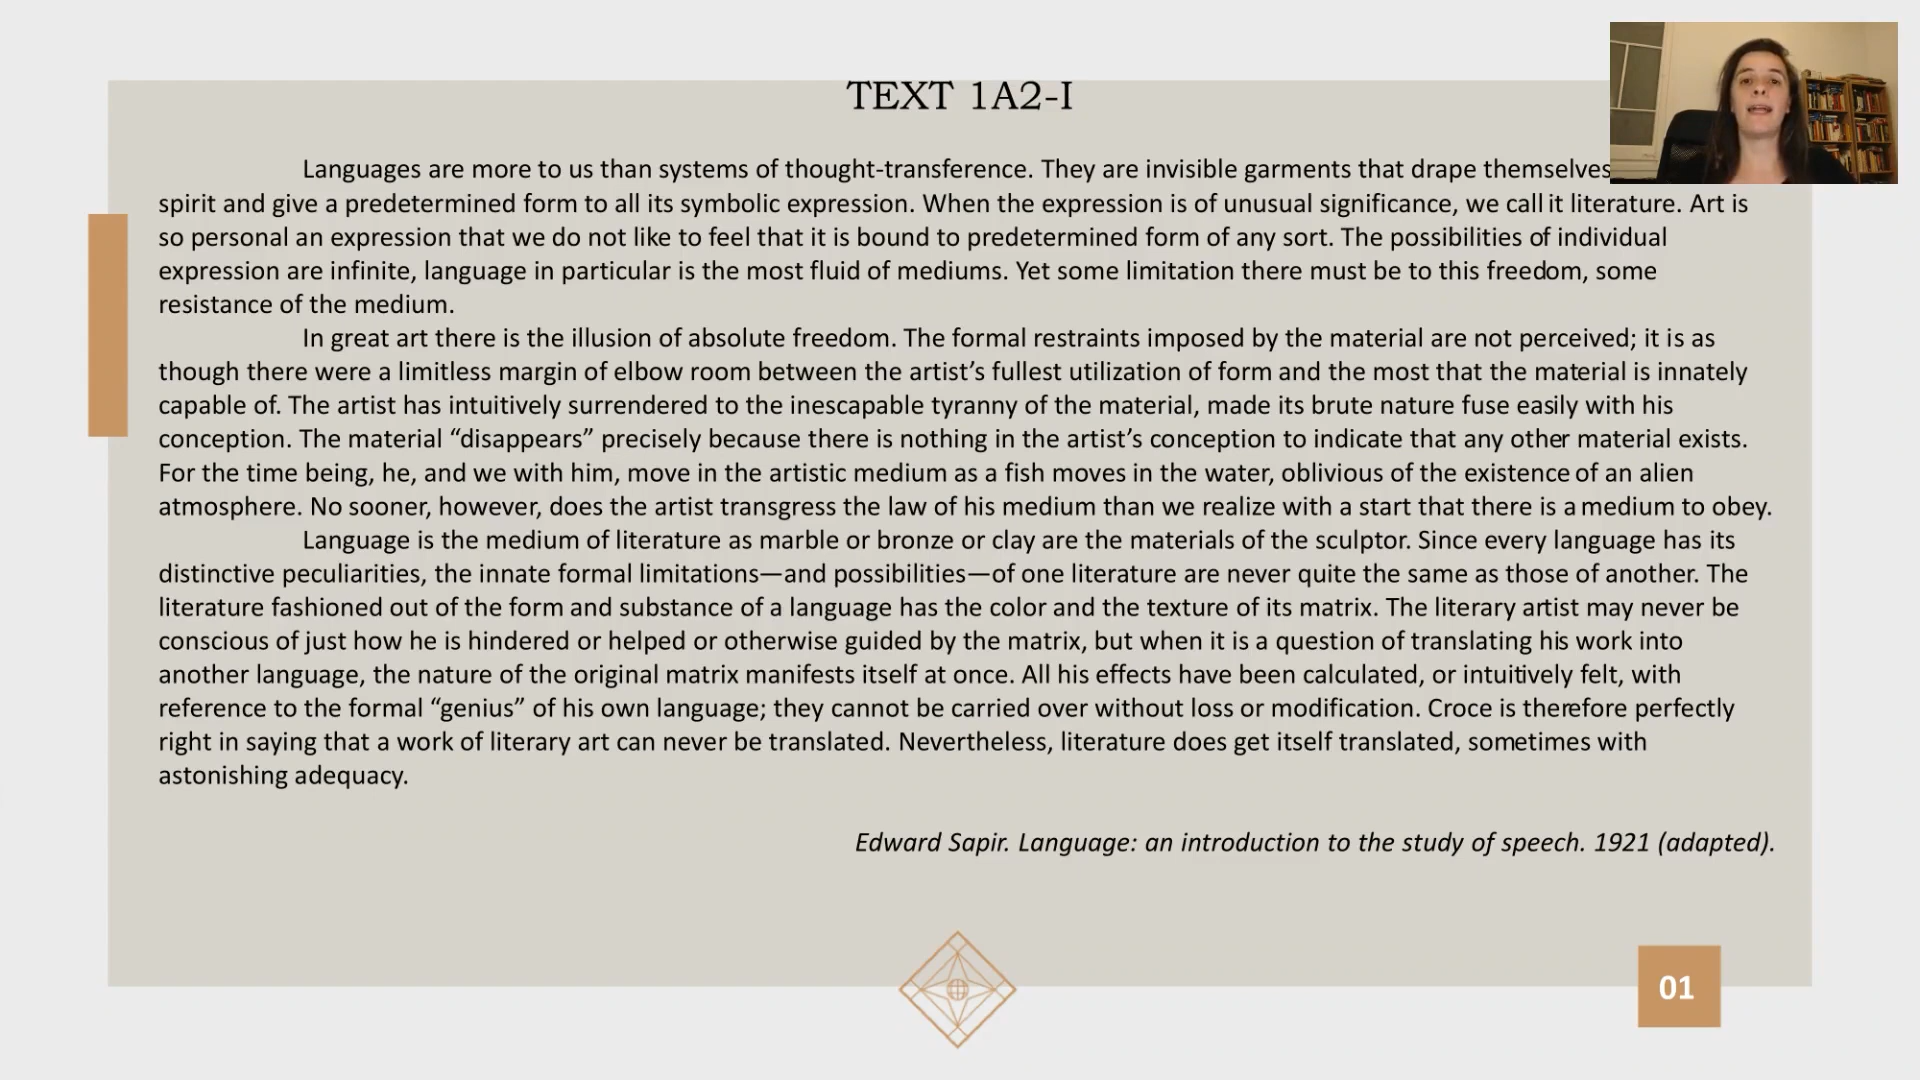 TEXT 1A2-I
Languages are more to us than systems of thought-transference. They are invisible garments that drape themselves
spirit and give a predetermined form to all its symbolic expression. When the expression is of unusual significance, we call it literature. Art is
so personal an expression that we do not like to feel that it is bound to predetermined form of any sort. The possibilities of individual
expression are infinite, language in particular is the most fluid of mediums. Yet some limitation there must be to this freedom, some
resistance of the medium.
In great art there is the illusion of absolute freedom. The formal restraints imposed by the material are not perceived; it is as
though there were a limitless margin of elbow room between the artist’s fullest utilization of form and the most that the material is innately
capable of. The artist has intuitively surrendered to the inescapable tyranny of the material, made its brute nature fuse easily with his
conception. The material “disappears” precisely because there is nothing in the artist’s conception to indicate that any other material exists.
For the time being, he, and we with him, move in the artistic medium as a fish moves in the water, oblivious of the existence of an alien
atmosphere. No sooner, however, does the artist transgress the law of his medium than we realize with a start that there is a medium to obey.
Language is the medium of literature as marble or bronze or clay are the materials of the sculptor. Since every language has its
distinctive peculiarities, the innate formal limitations—and possibilities—of one literature are never quite the same as those of another. The
literature fashioned out of the form and substance of a language has the color and the texture of its matrix. The literary artist may never be
conscious of just how he is hindered or helped or otherwise guided by the matrix, but when it is a question of translating his work into
another language, the nature of the original matrix manifests itself at once. All his effects have been calculated, or intuitively felt, with
reference to the formal “genius” of his own language; they cannot be carried over without loss or modification. Croce is therefore perfectly
right in saying that a work of literary art can never be translated. Nevertheless, literature does get itself translated, sometimes with
astonishing adequacy.
Edward Sapir. Language: an introduction to the study of speech. 1921 (adapted).
01